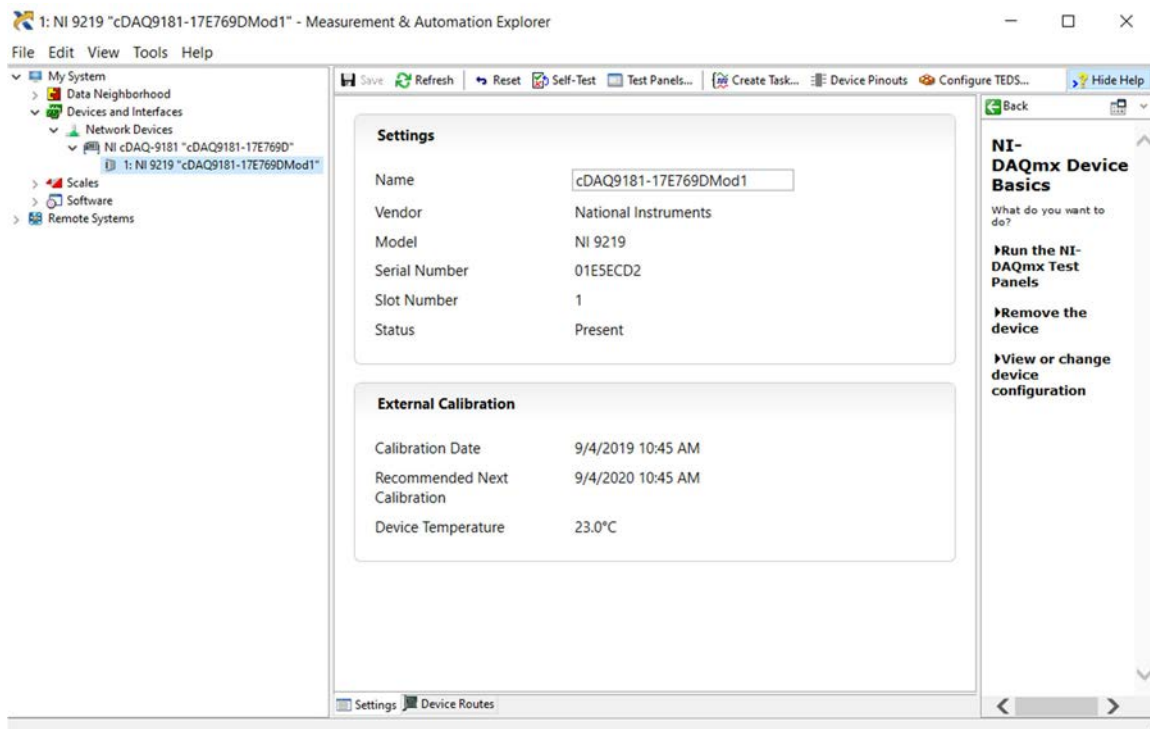 1: NI 9219 "cDAQ9181-17E769DMod1" - Measurement & Automation Explorer
File Edit View Tools Help
My System
Data Neighborhood
Devices and Interfaces
Network Devices
NI cDAQ-9181 "cDAQ9181-17E769D"
1: NI 9219 "cDAQ9181-17E769DMod1"
Scales
Software
Remote Systems
Save Refresh Reset Self-Test Test Panels... Create Task... Device Pinouts Configure TEDS... Hide Help
Settings
Name cDAQ9181-17E769DMod1
Vendor National Instruments
Model NI 9219
Serial Number 01E5ECD2
Slot Number 1
Status Present
External Calibration
Calibration Date 9/4/2019 10:45 AM
Recommended Next 9/4/2020 10:45 AM
Calibration
Device Temperature 23.0°C
Settings Device Routes
Back
NI-
DAQmx Device
Basics
What do you want to
do?
Run the NI-
DAQmx Test
Panels
Remove the
device
View or change
device
configuration